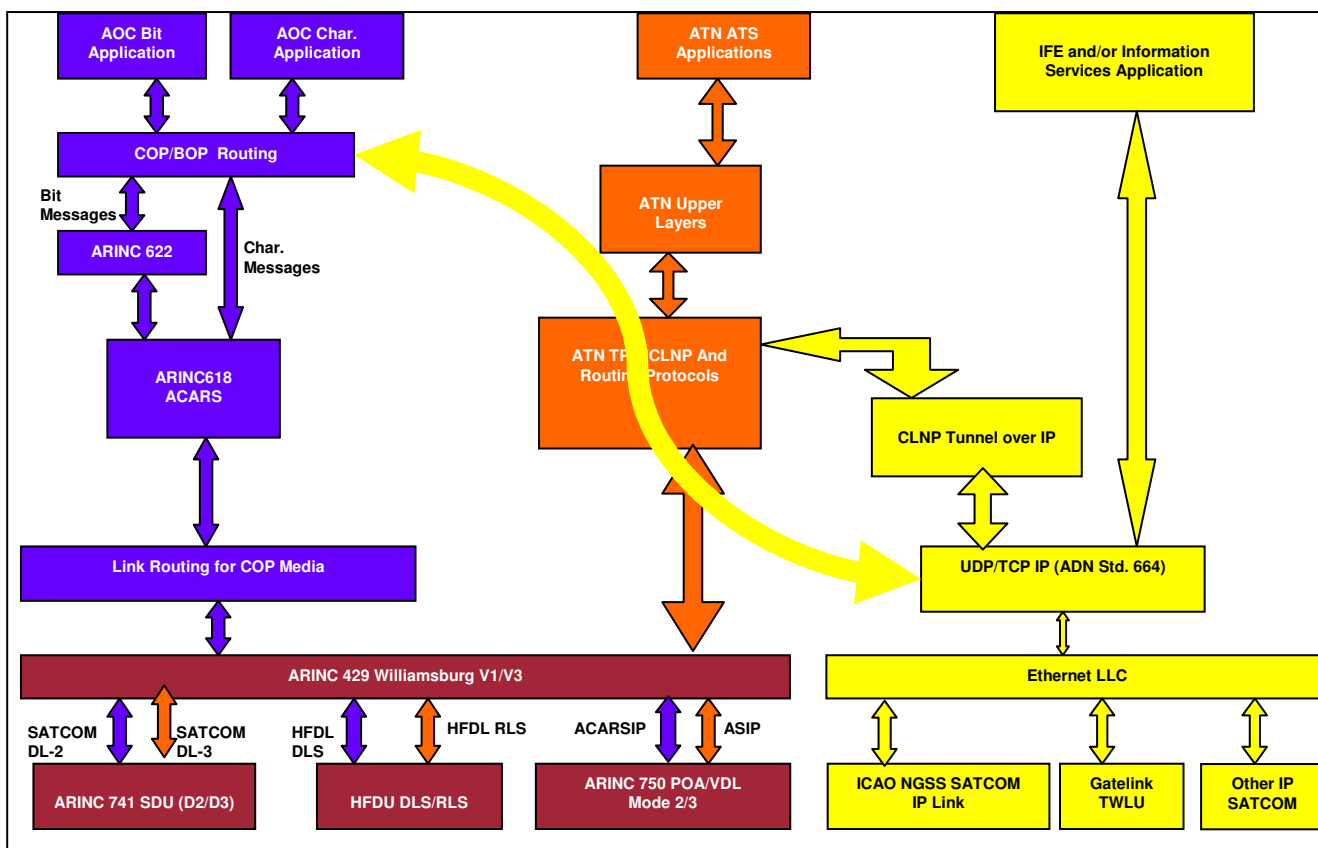 AOC Bit
Application
AOC Char.
Application
ATN ATS
Applications
IFE and/or Information
Services Application
COP/BOP Routing
Bit
Messages
ATN Upper
Layers
ARINC 622
Char.
Messages
ARINC618
ACARS
ATN CLNP And
Protocols
CLNP Tunnel over IP
Link Routing for COP Media
UDP/TCP IP (ADN Std. 664)
ARINC 429 Williamsburg V1/V3
Ethernet LLC
SATCOM
DL-2
SATCOM
DL-3
HFDL
DLS
HFDL RLS
ACARSIP
ASIP
ARINC 741 SDU (D2/D3)
HFDU DLS/RLS
ARINC 750 POA/VDL
Mode 2/3
ICAO NGSS SATCOM
IP Link
Gatelink
TWLU
Other IP
SATCOM